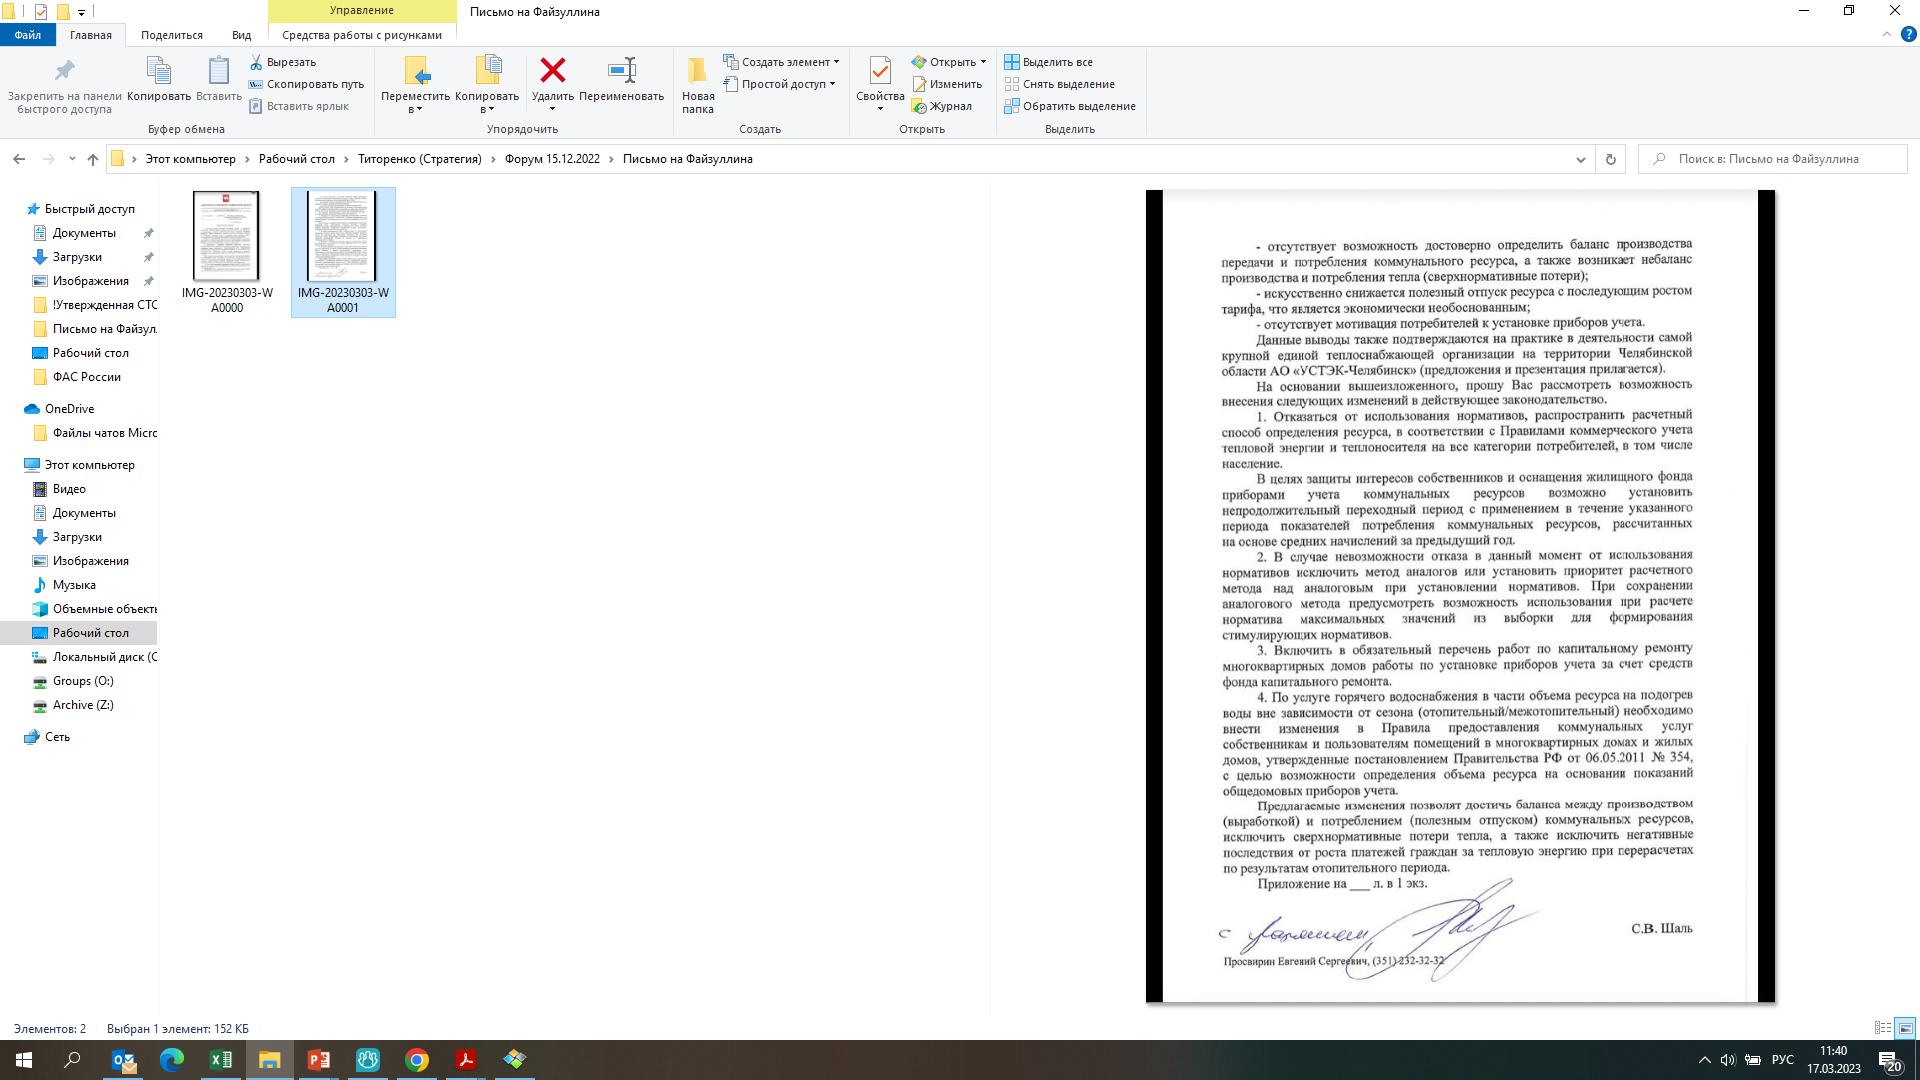 Управление
Письмо на Файзуллина
Файл
Главная
Поделиться
Вид
Средства работы с рисунками
Закрепить на панели
быстрого доступа
Копировать
Вставить
Вырезать
Скопировать путь
Вставить ярлык
Буфер обмена
Переместить
в
Копировать
в
Удалить
Переименовать
Упорядочить
Новая
папка
Создать элемент
Простой доступ
Создать
Свойства
Открыть
Изменить
Журнал
Открыть
Выделить все
Снять выделение
Обратить выделение
Выделить
Этот компьютер > Рабочий стол > Титоренко (Стратегия) > Форум 15.12.2022 > Письмо на Файзуллина
Поиск в: Письмо на Файзуллина
Быстрый доступ
Документы
Загрузки
Изображения
!Утвержденная СТС
Письмо на Файзул
Рабочий стол
ФАС России
OneDrive
Файлы чатов Micrc
Этот компьютер
Видео
Документы
Загрузки
Изображения
Музыка
Объемные объекты
Рабочий стол
Локальный диск (C
Groups (O:)
Archive (Z:)
Сеть
IMG-20230303-W
A0000
IMG-20230303-W
A0001
- отсутствует возможность достоверно определить баланс производства
передачи и потребления коммунального ресурса, а также возникает небаланс
производства и потребления тепла (сверхнормативные потери);
- искусственно снижается полезный отпуск ресурса с последующим ростом
тарифа, что является экономически необоснованным;
- отсутствует мотивация потребителей к установке приборов учета.
Данные выводы также подтверждаются на практике в деятельности самой
крупной единой теплоснабжающей организации на территории Челябинской
области АО «УСТЭК-Челябинск» (предложения и презентация прилагается).
На основании вышеизложенного, прошу Вас рассмотреть возможность
внесения следующих изменений в действующее законодательство.
1. Отказаться от использования нормативов, распространить расчетный
способ определения ресурса, в соответствии с Правилами коммерческого учета
тепловой энергии и теплоносителя на все категории потребителей, в том числе
население.
В целях защиты интересов собственников и оснащения жилищного фонда
приборами учета коммунальных ресурсов возможно установить
непродолжительный переходный период с применением в течение указанного
периода показателей потребления коммунальных ресурсов, рассчитанных
на основе средних начислений за предыдущий год.
2. В случае невозможности отказа в данный момент от использования
нормативов исключить метод аналогов или установить приоритет расчетного
метода над аналоговым при установлении нормативов. При сохранении
аналогового метода предусмотреть возможность использования при расчете
норматива максимальных значений из выборки для формирования
стимулирующих нормативов.
3. Включить в обязательный перечень работ по капитальному ремонту
многоквартирных домов работы по установке приборов учета за счет средств
фонда капитального ремонта.
4. По услуге горячего водоснабжения в части объема ресурса на подогрев
воды вне зависимости от сезона (отопительный/межотопительный) необходимо
внести изменения в Правила предоставления коммунальных услуг
собственникам и пользователям помещений в многоквартирных домах и жилых
домов, утвержденные постановлением Правительства РФ от 06.05.2011 № 354,
с целью возможности определения объема ресурса на основании показаний
общедомовых приборов учета.
Предлагаемые изменения позволят достичь баланса между производством
(выработкой) и потреблением (полезным отпуском) коммунальных ресурсов,
исключить сверхнормативные потери тепла, а также исключить негативные
последствия от роста платежей граждан за тепловую энергию при перерасчетах
по результатам отопительного периода.
Приложение на ___ л. в 1 экз.
с уважением
С.В. Шаль
Просвирин Евгений Сергеевич, (351) 232-32-32
Элементов: 2
Выбран 1 элемент: 152 КБ
РУС
11:40
17.03.2023
20